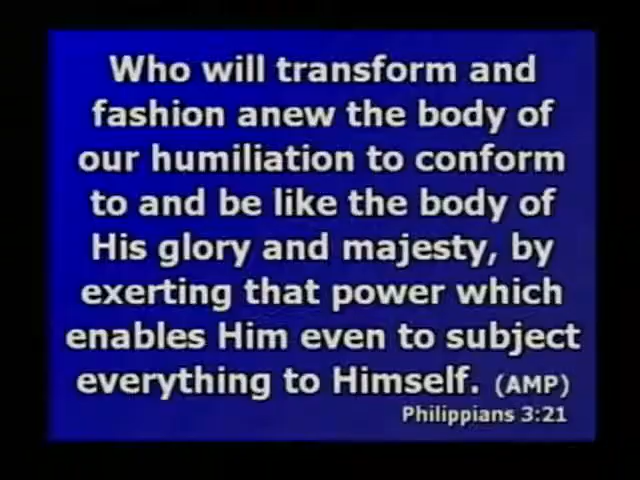 Who will transform and
fashion anew the body of
our humiliation to conform
to and be like the body of
His glory and majesty, by
exerting that power which
enables Him even to subject
everything to Himself. (AMP)
Philippians 3:21